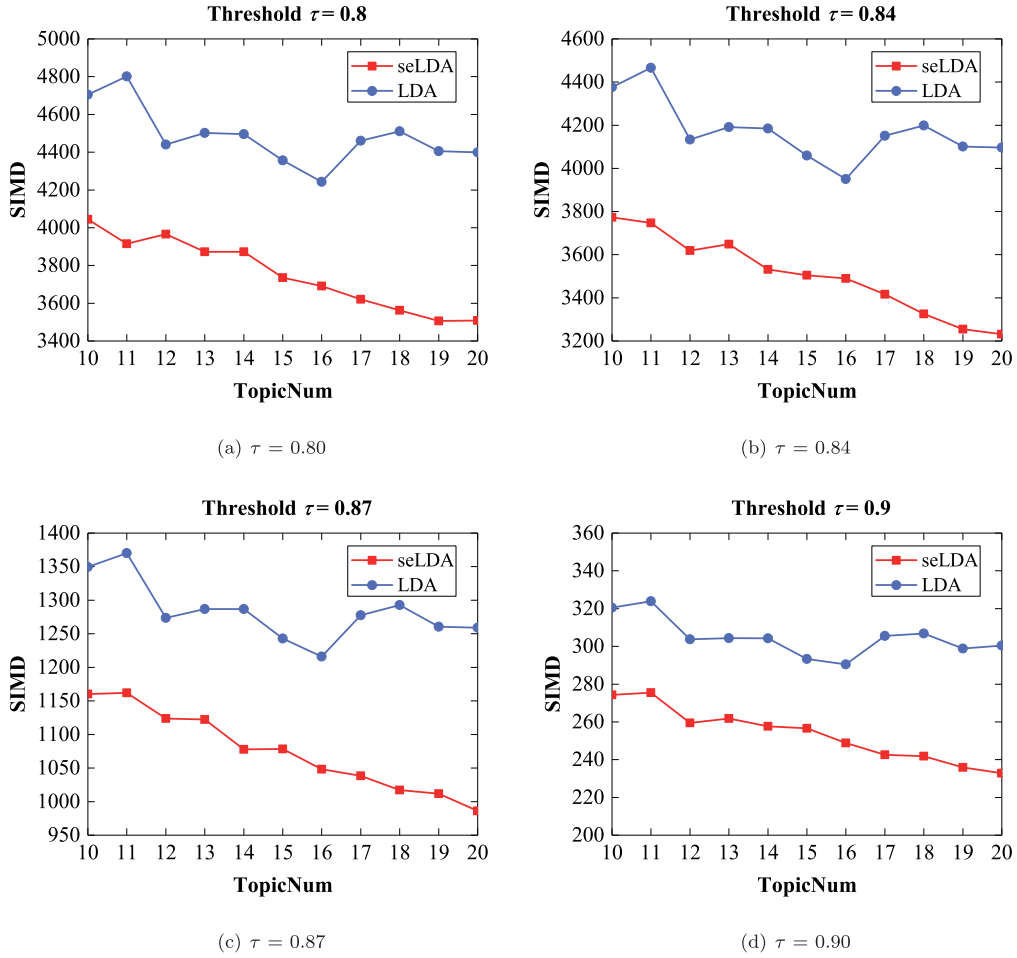 Threshold τ = 0.8
5000
4800
4600
4400
4200
4000
3800
3600
3400
SIMD
seLDA
LDA
10 11 12 13 14 15 16 17 18 19 20
TopicNum
(a) τ = 0.80
Threshold τ = 0.84
4600
4400
4200
4000
3800
3600
3400
3200
SIMD
seLDA
LDA
10 11 12 13 14 15 16 17 18 19 20
TopicNum
(b) τ = 0.84
Threshold τ = 0.87
1400
1350
1300
1250
1200
1150
1100
1050
1000
950
SIMD
seLDA
LDA
10 11 12 13 14 15 16 17 18 19 20
TopicNum
(c) τ = 0.87
Threshold τ = 0.9
360
340
320
300
280
260
240
220
200
SIMD
seLDA
LDA
10 11 12 13 14 15 16 17 18 19 20
TopicNum
(d) τ = 0.90